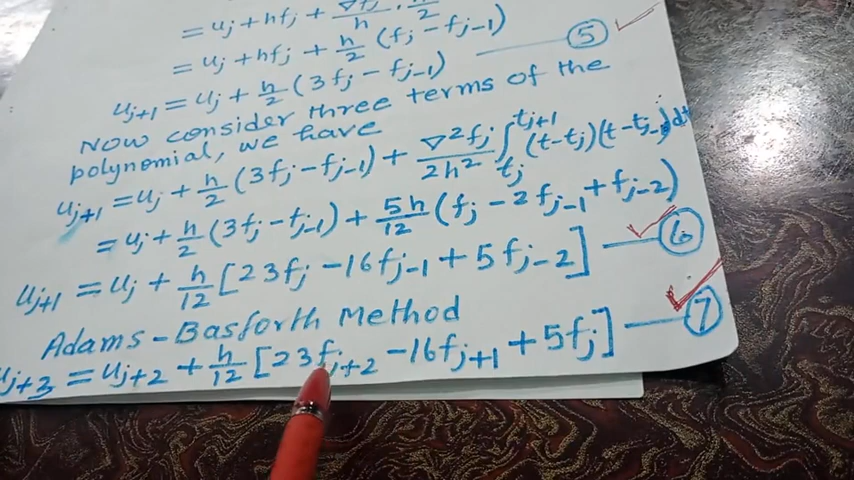 = uj + hfj + ∇fj/h · h²/2
= uj + hfj + h/2 (fj - fj-1)
uj+1 = uj + h/2 (3fj - fj-1) ⑤
Now consider three terms of the
polynomial, we have
uj+1 = uj + h/2 (3fj - fj-1) + ∇²fj/2h² ∫tj^tj+1 (t-tj)(t-tj-1)dt
= uj + h/2 (3fj - fj-1) + 5h/12 (fj - 2fj-1 + fj-2)
uj+1 = uj + h/12 [23fj - 16fj-1 + 5fj-2] ⑥
Adams-Basforth Method
uj+3 = uj+2 + h/12 [23fj+2 - 16fj+1 + 5fj] ⑦